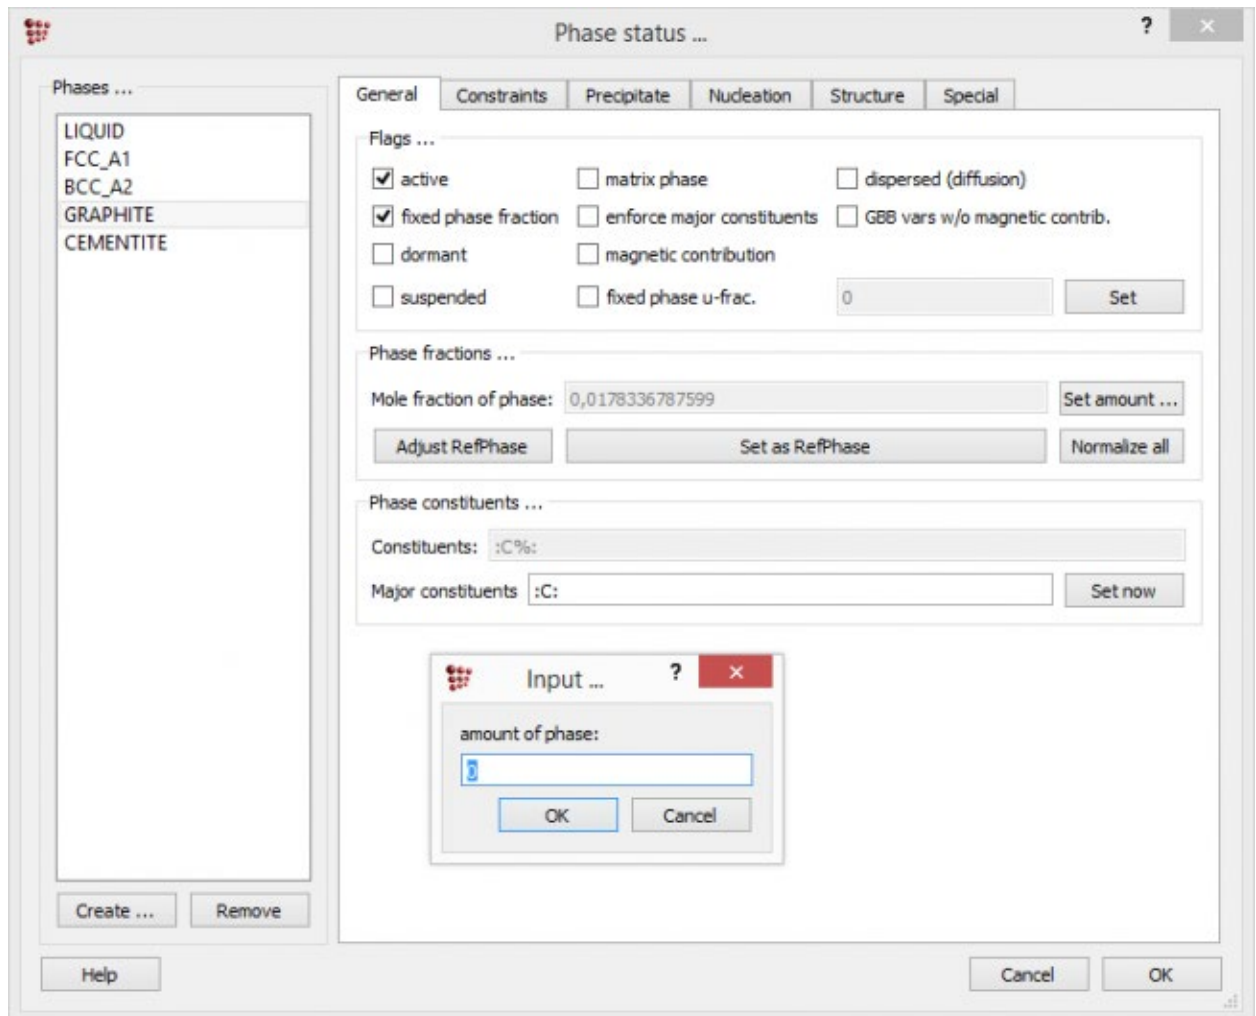 Phase status ... ?
Phases ...
LIQUID
FCC_A1
BCC_A2
GRAPHITE
CEMENTITE
Create ... Remove
General Constraints Precipitate Nucleation Structure Special
Flags ...
active matrix phase dispersed (diffusion)
fixed phase fraction enforce major constituents GBB vars w/o magnetic contrib.
dormant magnetic contribution
suspended fixed phase u-frac. 0 Set
Phase fractions ...
Mole fraction of phase: 0,0178336787599 Set amount ...
Adjust RefPhase Set as RefPhase Normalize all
Phase constituents ...
Constituents: :C%:
Major constituents :C: Set now
Input ... ?
amount of phase:
0
OK Cancel
Help Cancel OK